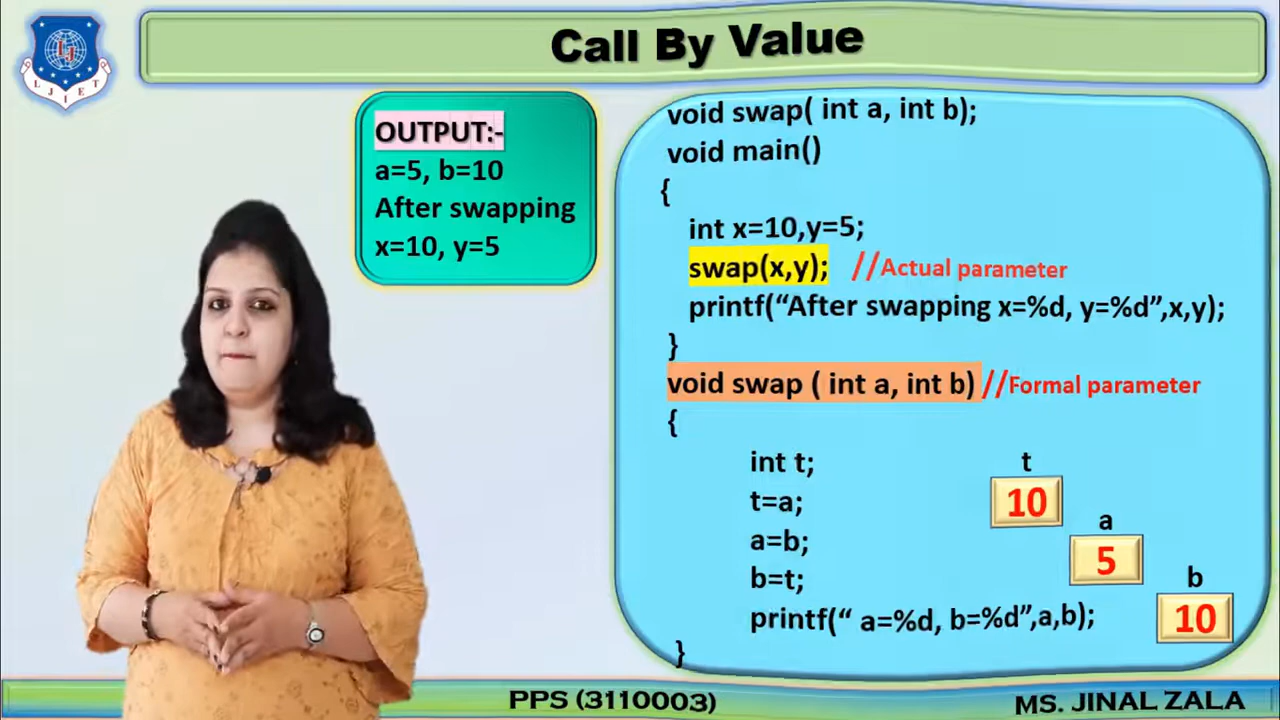 Call By Value
LJIET
OUTPUT:-
a=5, b=10
After swapping
x=10, y=5
void swap( int a, int b);
void main()
{
int x=10,y=5;
swap(x,y); //Actual parameter
printf(“After swapping x=%d, y=%d”,x,y);
}
void swap ( int a, int b) //Formal parameter
{
int t;
t=a;
a=b;
b=t;
printf(“ a=%d, b=%d”,a,b);
}
t
10
a
5
b
10
PPS (3110003)
MS. JINAL ZALA